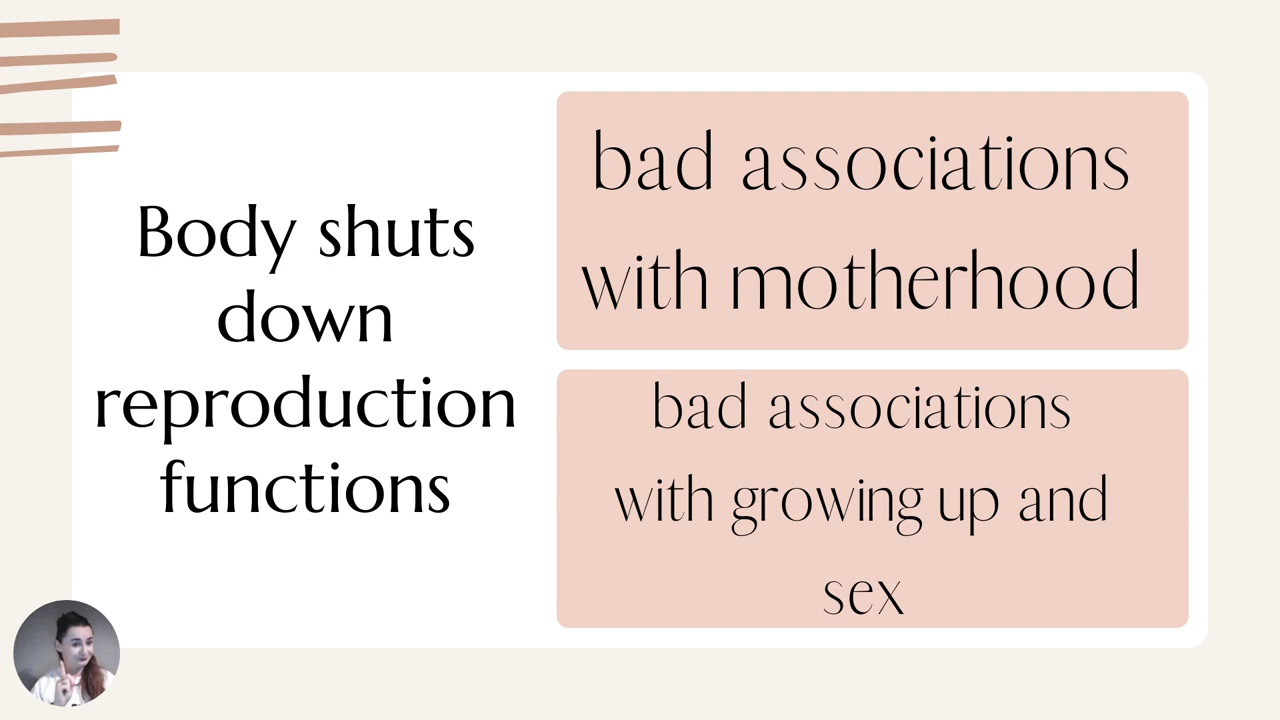 Body shuts
down
reproduction
functions
bad associations
with motherhood
bad associations
with growing up and
sex